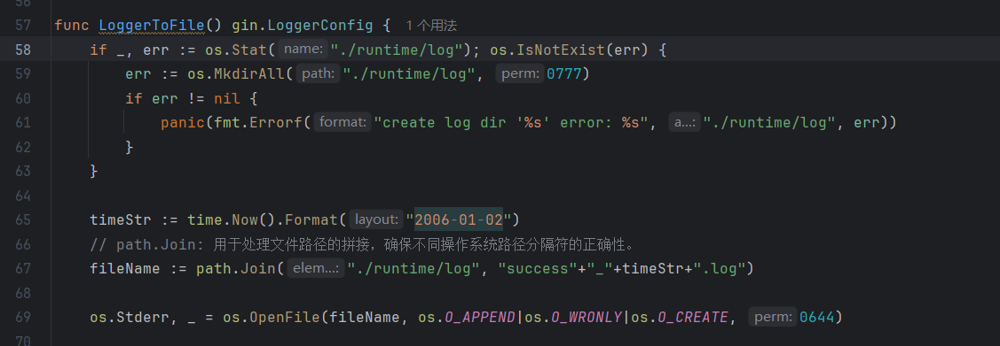 56
57 func LoggerToFile() gin.LoggerConfig { 1个用法
58 if _, err := os.Stat( name: "./runtime/log"); os.IsNotExist(err) {
59 err := os.MkdirAll( path: "./runtime/log", perm: 0777)
60 if err != nil {
61 panic(fmt.Errorf( format: "create log dir '%s' error: %s", a...: "./runtime/log", err))
62 }
63 }
64
65 timeStr := time.Now().Format( layout: "2006-01-02")
66 // path.Join: 用于处理文件路径的拼接，确保不同操作系统路径分隔符的正确性。
67 fileName := path.Join( elem...: "./runtime/log", "success"+"_"+timeStr+".log")
68
69 os.Stderr, _ = os.OpenFile(fileName, os.O_APPEND|os.O_WRONLY|os.O_CREATE, perm: 0644)
70